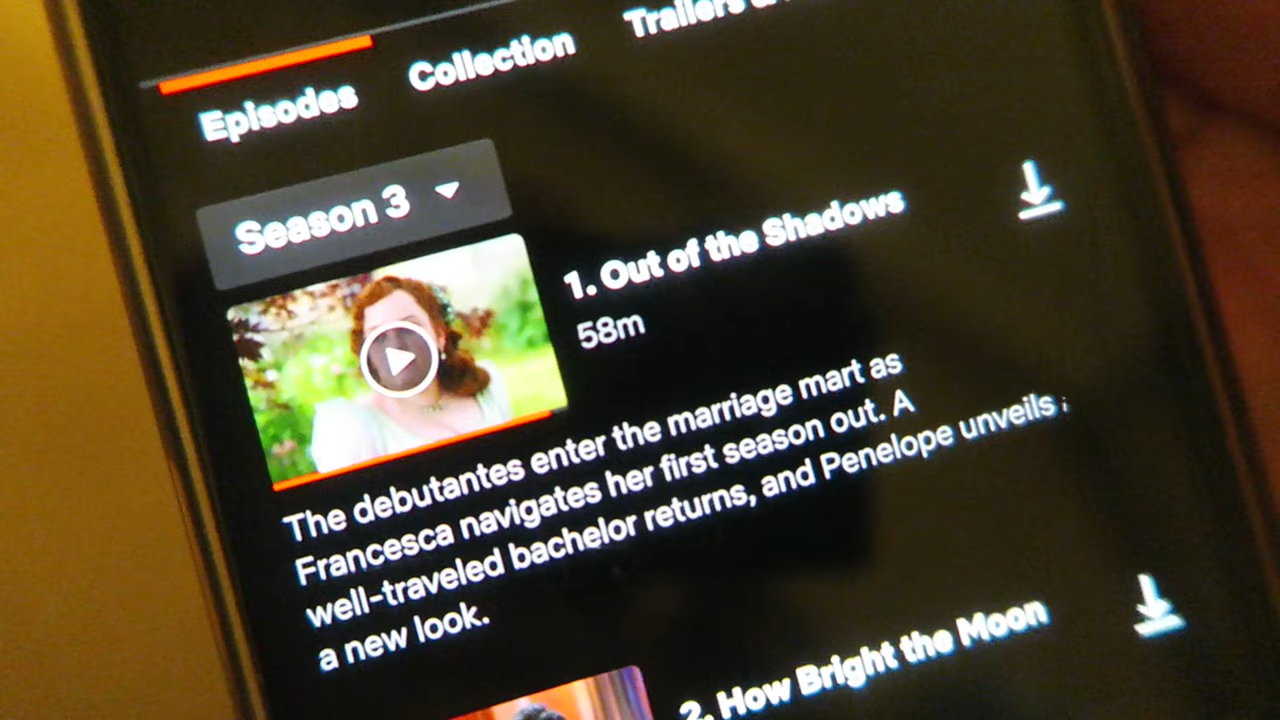 Episodes Collection Trailers &
Season 3
1. Out of the Shadows
58m
The debutantes enter the marriage mart as
Francesca navigates her first season out. A
well-traveled bachelor returns, and Penelope unveils
a new look.
2. How Bright the Moon